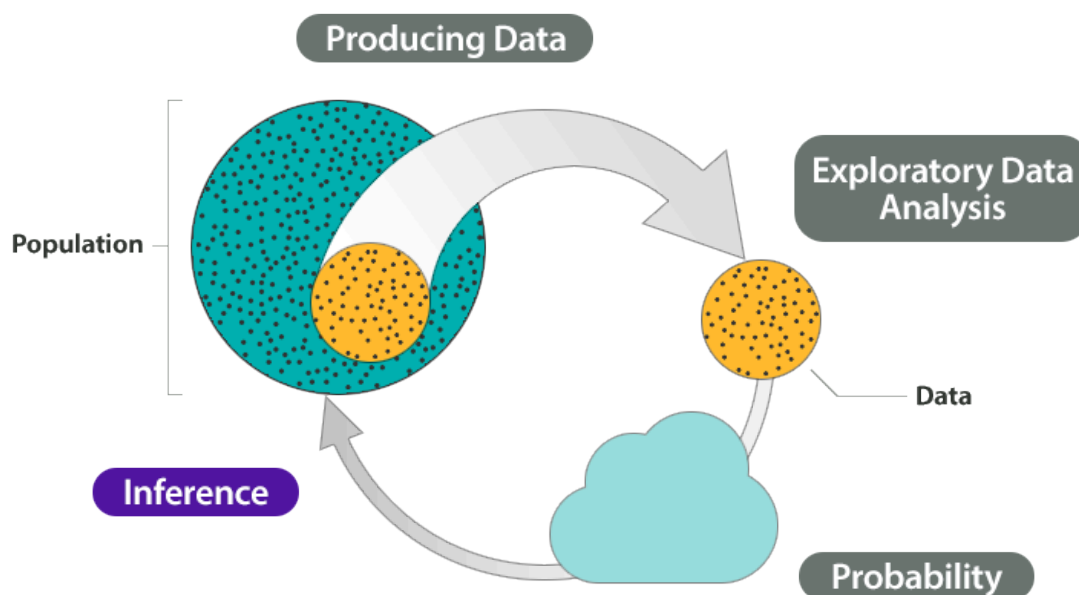 Producing Data
Exploratory Data
Analysis
Population
Data
Inference
Probability